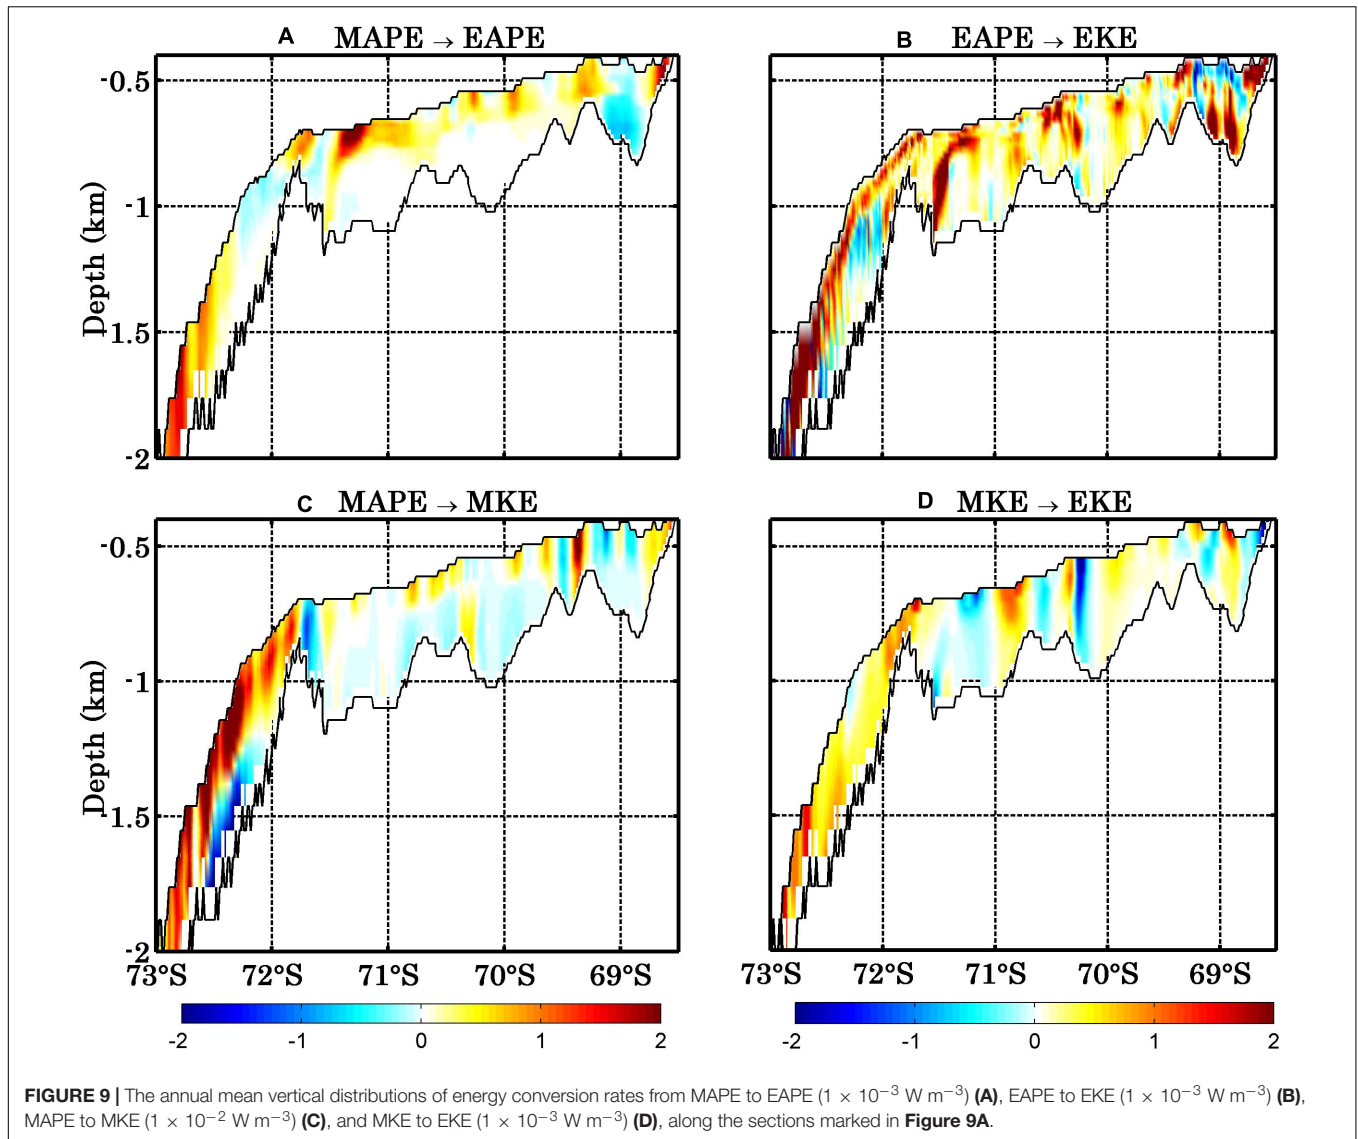 A MAPE → EAPE
B EAPE → EKE
-0.5
-1
-1.5
-2
Depth (km)
C MAPE → MKE
D MKE → EKE
-0.5
-1
-1.5
-2
Depth (km)
73°S 72°S 71°S 70°S 69°S
73°S 72°S 71°S 70°S 69°S
-2 -1 0 1 2
-2 -1 0 1 2
FIGURE 9 | The annual mean vertical distributions of energy conversion rates from MAPE to EAPE (1 × 10⁻³ W m⁻³) (A), EAPE to EKE (1 × 10⁻³ W m⁻³) (B),
MAPE to MKE (1 × 10⁻² W m⁻³) (C), and MKE to EKE (1 × 10⁻³ W m⁻³) (D), along the sections marked in Figure 9A.